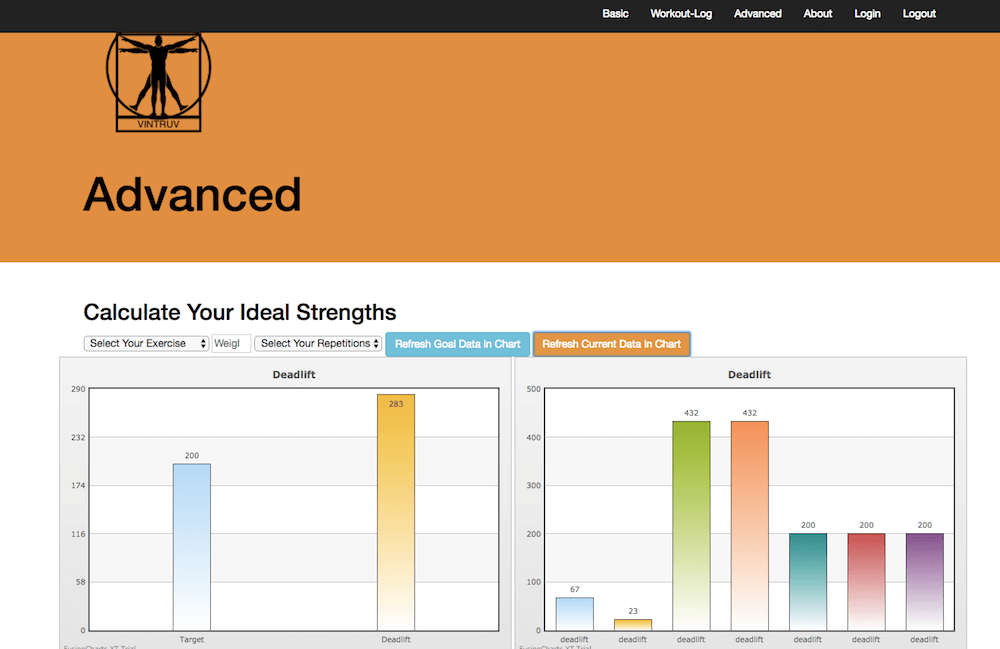 Basic Workout-Log Advanced About Login Logout
VINTRUV
Advanced
Calculate Your Ideal Strengths
Select Your Exercise Weigl Select Your Repetitions Refresh Goal Data in Chart Refresh Current Data in Chart
Deadlift
290
232
174
116
58
0
200
283
Target Deadlift
FusionCharts XT Trial
Deadlift
500
400
300
200
100
0
67
23
432
432
200
200
200
deadlift deadlift deadlift deadlift deadlift deadlift deadlift
FusionCharts XT Trial